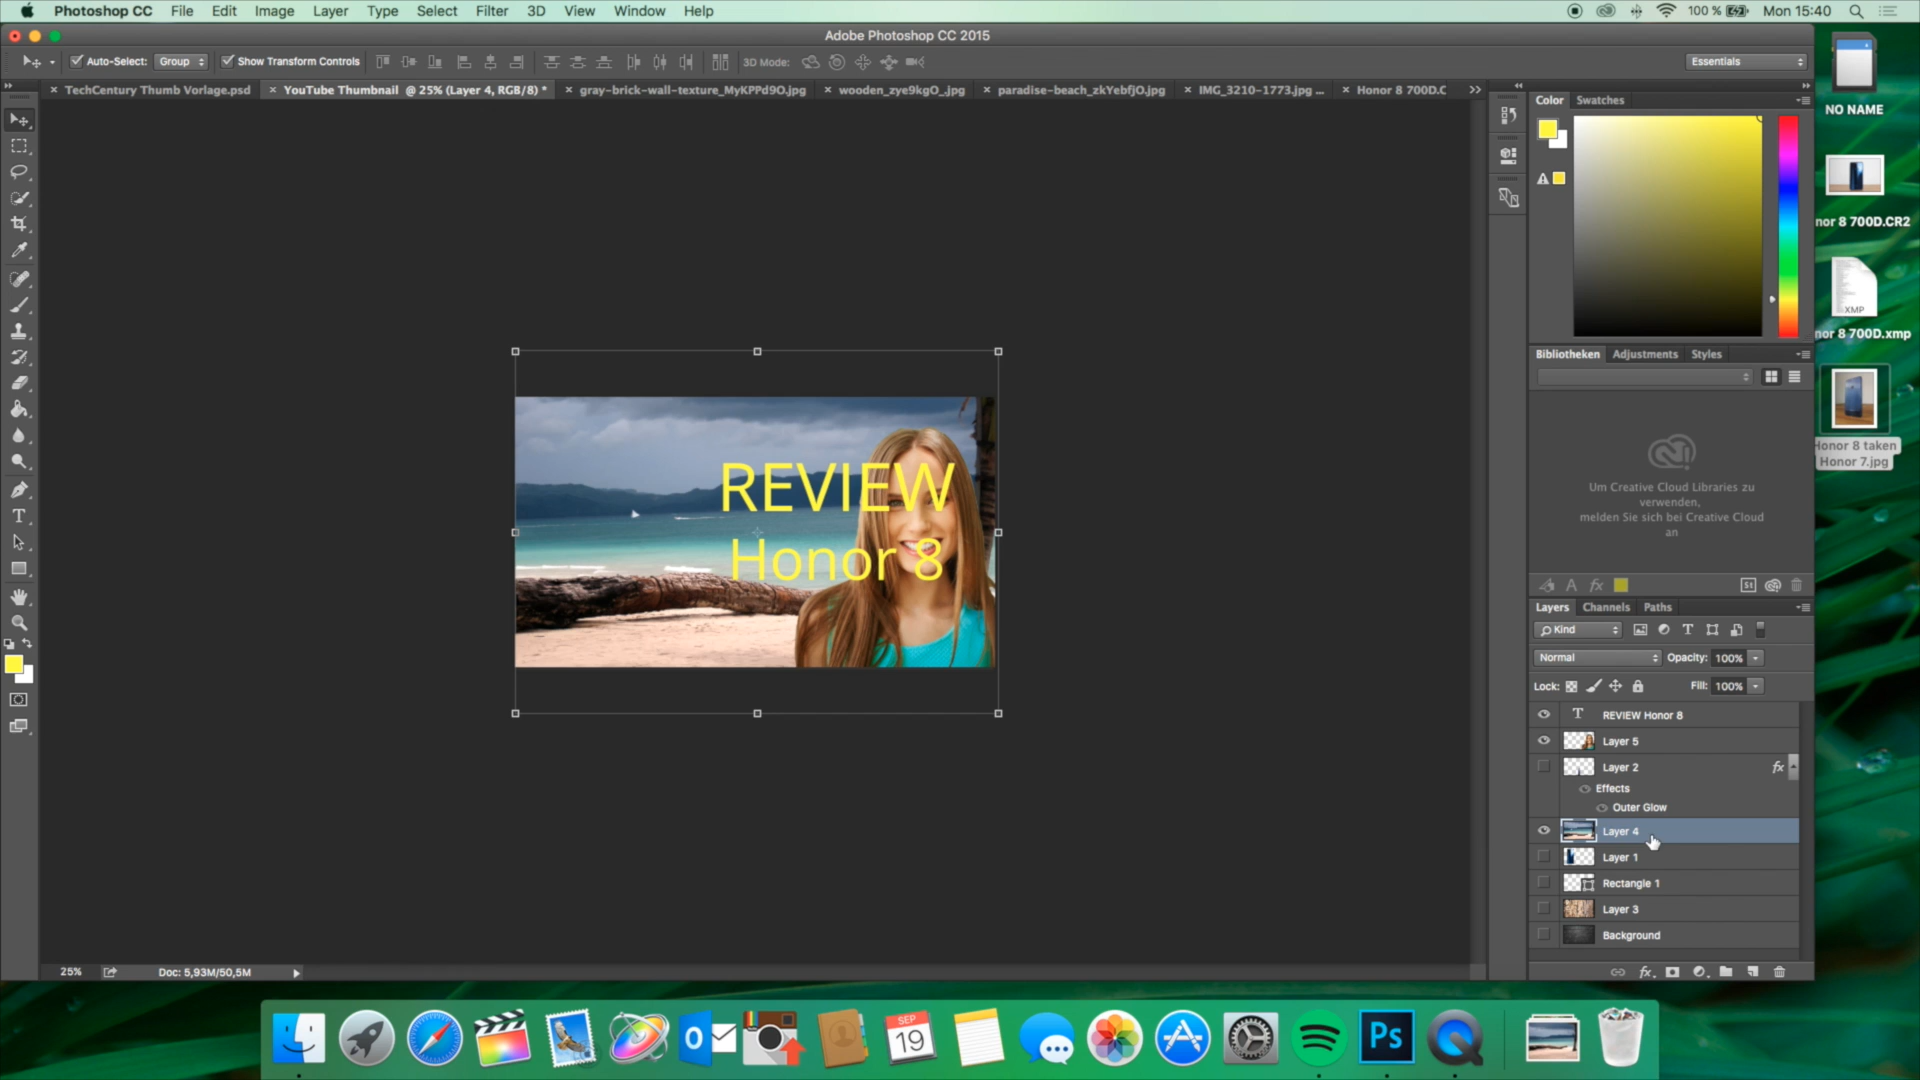 Photoshop CC File Edit Image Layer Type Select Filter 3D View Window Help
100 % Mon 15:40
Adobe Photoshop CC 2015
Auto-Select: Group Show Transform Controls 3D Mode: Essentials
TechCentury Thumb Vorlage.psd
YouTube Thumbnail @ 25% (Layer 4, RGB/8) *
gray-brick-wall-texture_MyKPPd9O.jpg
wooden_zye9kgO_.jpg
paradise-beach_zkYebfjO.jpg
IMG_3210-1773.jpg ...
Honor 8 700D.C
Color Swatches
NO NAME
nor 8 700D.CR2
XMP
nor 8 700D.xmp
Honor 8 taken
Honor 7.jpg
REVIEW
Honor 8
Bibliotheken Adjustments Styles
Um Creative Cloud Libraries zu
verwenden,
melden Sie sich bei Creative Cloud
an
St
Layers Channels Paths
Kind
Normal Opacity: 100%
Lock: Fill: 100%
REVIEW Honor 8
Layer 5
Layer 2 fx
Effects
Outer Glow
Layer 4
Layer 1
Rectangle 1
Layer 3
Background
25% Doc: 5,93M/50,5M
SEP
19
Ps